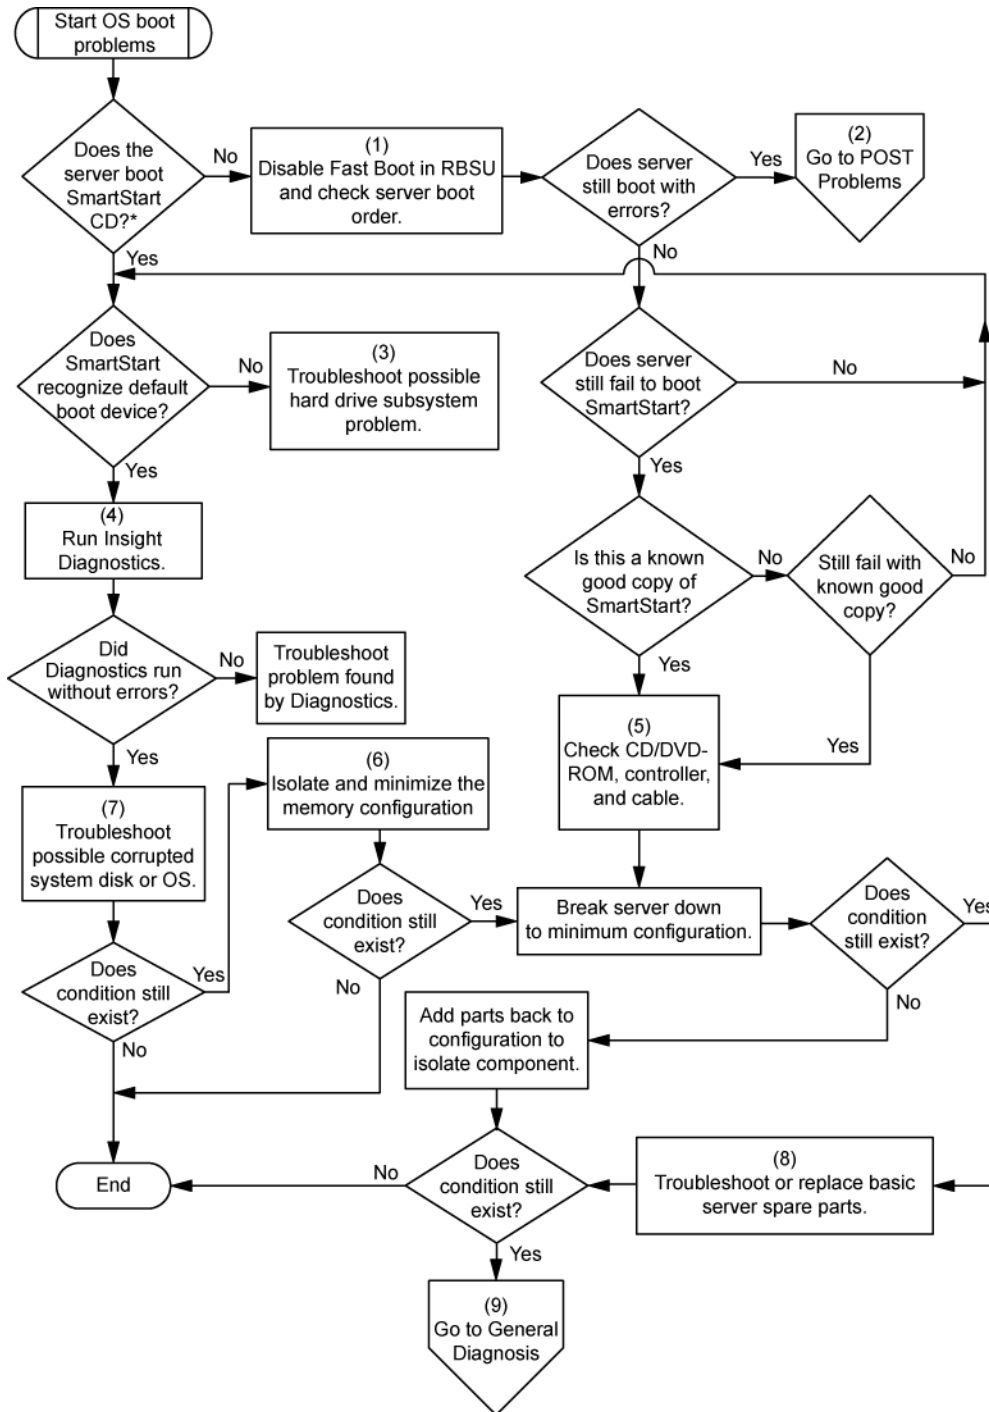 Start OS boot
problems
Does the
server boot
SmartStart
CD?*
No
(1)
Disable Fast Boot in RBSU
and check server boot
order.
Does server
still boot with
errors?
Yes
(2)
Go to POST
Problems
Yes
No
Does
SmartStart
recognize default
boot device?
No
(3)
Troubleshoot possible
hard drive subsystem
problem.
Does server
still fail to boot
SmartStart?
No
Yes
Yes
(4)
Run Insight
Diagnostics.
Is this a known
good copy of
SmartStart?
No
Still fail with
known good
copy?
No
Did
Diagnostics run
without errors?
No
Troubleshoot
problem found
by Diagnostics.
Yes
Yes
Yes
(5)
Check CD/DVD-
ROM, controller,
and cable.
(6)
Isolate and minimize the
memory configuration
(7)
Troubleshoot
possible corrupted
system disk or OS.
Does
condition still
exist?
Yes
Break server down
to minimum configuration.
Does
condition
still exist?
Yes
No
No
Does
condition still
exist?
Yes
No
Add parts back to
configuration to
isolate component.
End
No
Does
condition still
exist?
(8)
Troubleshoot or replace basic
server spare parts.
Yes
(9)
Go to General
Diagnosis